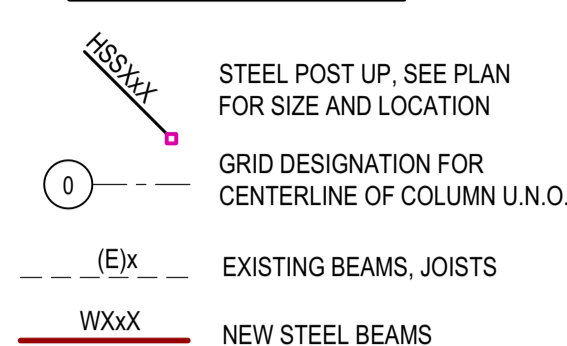 HSSXxX
STEEL POST UP, SEE PLAN
FOR SIZE AND LOCATION
0
GRID DESIGNATION FOR
CENTERLINE OF COLUMN U.N.O.
(E)x
EXISTING BEAMS, JOISTS
WXxX
NEW STEEL BEAMS